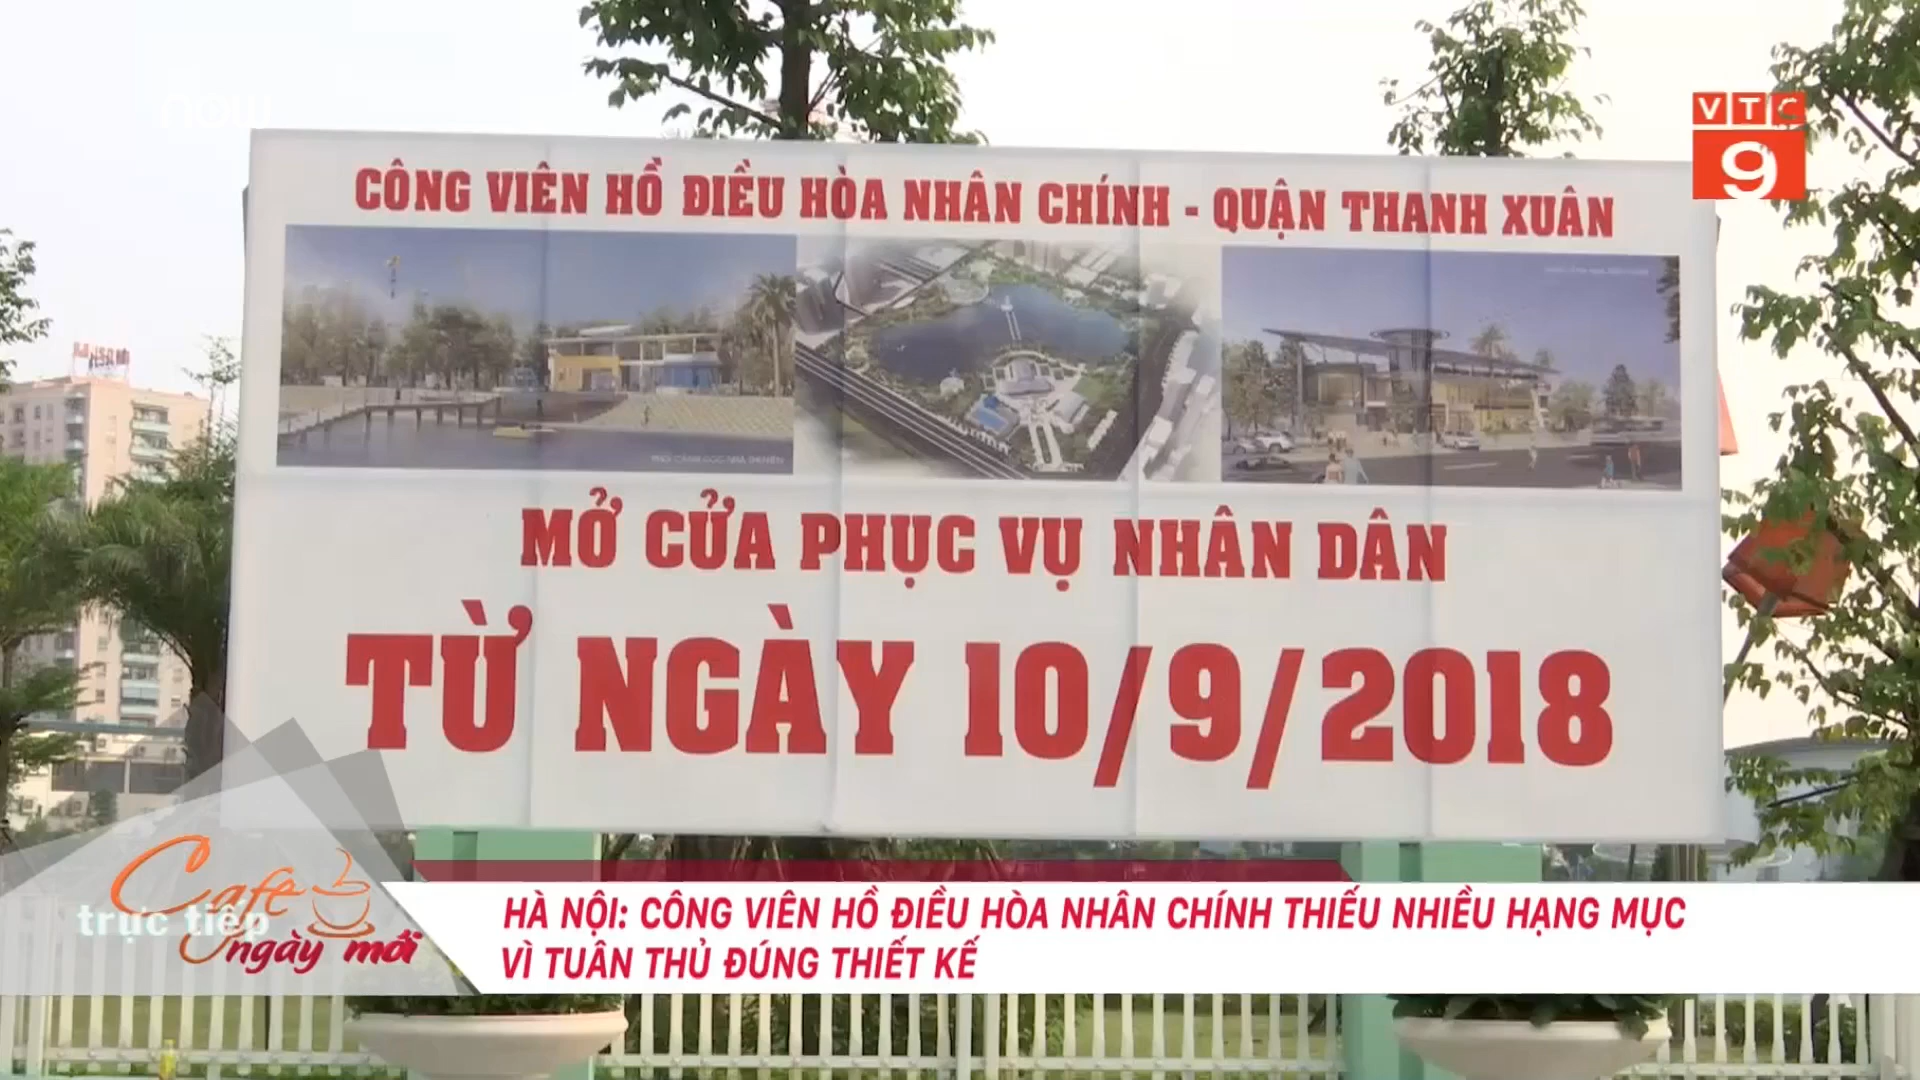 now
VTC
9
CÔNG VIÊN HỒ ĐIỀU HÒA NHÂN CHÍNH - QUẬN THANH XUÂN
MỞ CỬA PHỤC VỤ NHÂN DÂN
TỪ NGÀY 10/9/2018
Cafe
trực tiếp
ngày mới
HÀ NỘI: CÔNG VIÊN HỒ ĐIỀU HÒA NHÂN CHÍNH THIẾU NHIỀU HẠNG MỤC
VÌ TUÂN THỦ ĐÚNG THIẾT KẾ